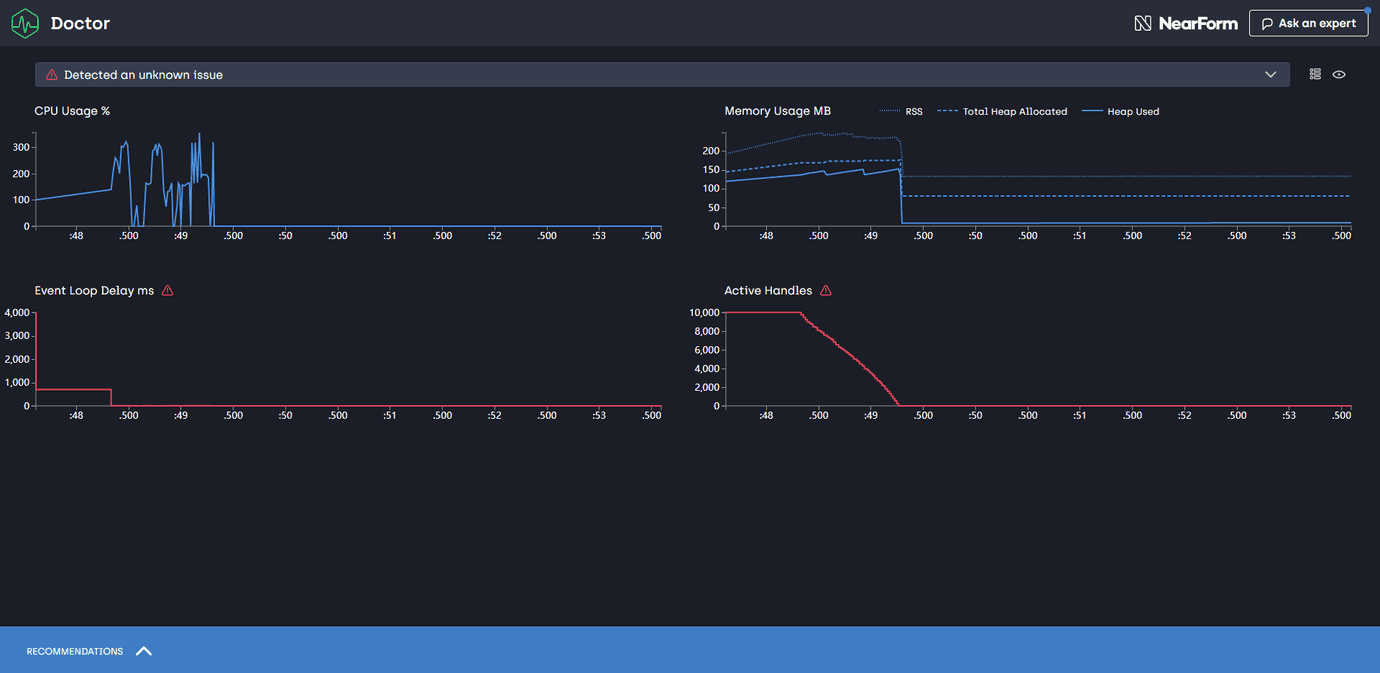 Doctor
NearForm
Ask an expert
Detected an unknown issue
CPU Usage %
300
200
100
0
:48 .500 :49 .500 :50 .500 :51 .500 :52 .500 :53 .500
Memory Usage MB
RSS Total Heap Allocated Heap Used
200
150
100
50
0
:48 .500 :49 .500 :50 .500 :51 .500 :52 .500 :53 .500
Event Loop Delay ms
4,000
3,000
2,000
1,000
0
:48 .500 :49 .500 :50 .500 :51 .500 :52 .500 :53 .500
Active Handles
10,000
8,000
6,000
4,000
2,000
0
:48 .500 :49 .500 :50 .500 :51 .500 :52 .500 :53 .500
RECOMMENDATIONS